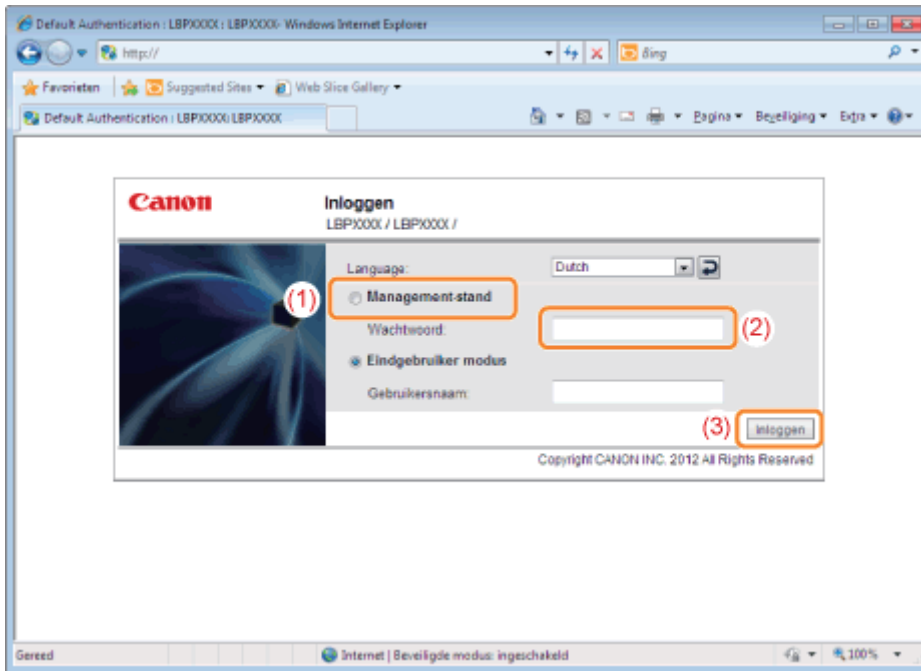 Default Authentication : LBPXXXX : LBPXXXX- Windows Internet Explorer
http://
Bing
Favorieten Suggested Sites Web Slice Gallery
Default Authentication : LBPXXXX: LBPXXXX
Pagina Beveiliging Extra
Canon
Inloggen
LBPXXXX / LBPXXXX /
Language: Dutch
(1) Management-stand
Wachtwoord: (2)
Eindgebruiker modus
Gebruikersnaam:
(3) Inloggen
Copyright CANON INC. 2012 All Rights Reserved
Gereed Internet | Beveiligde modus: ingeschakeld 100%